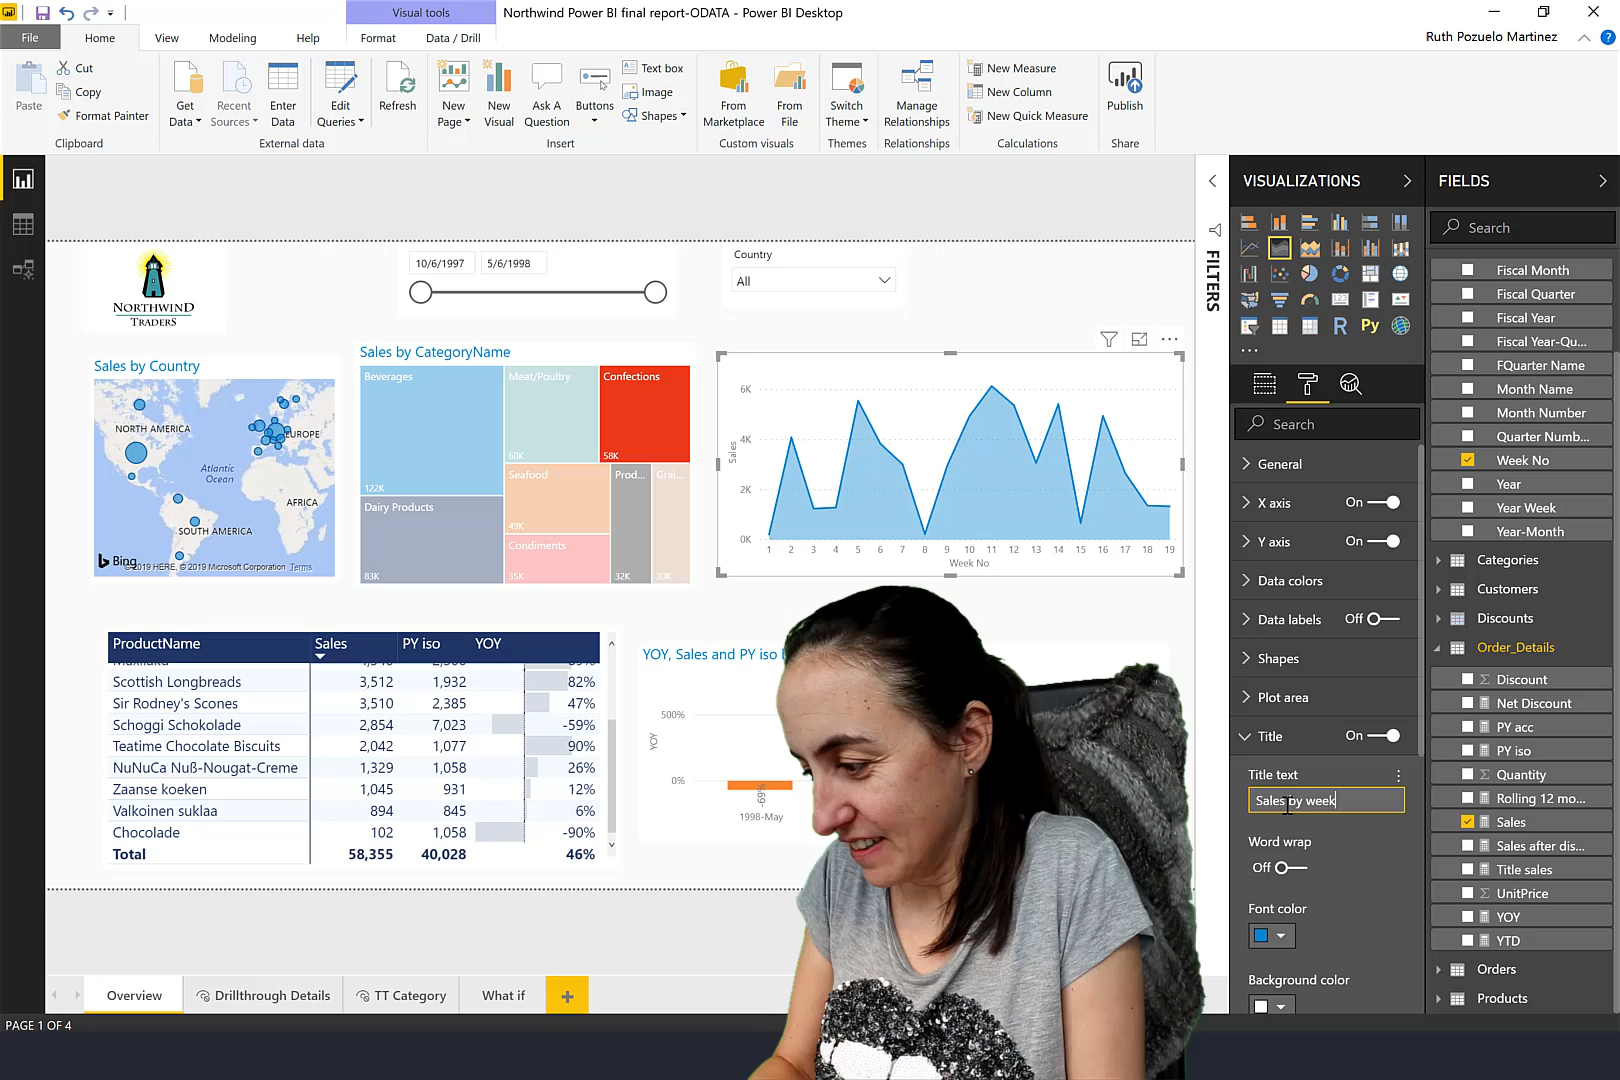 Visual tools
Northwind Power BI final report-ODATA - Power BI Desktop
File
Home
View
Modeling
Help
Format
Data / Drill
Ruth Pozuelo Martinez
Paste
Cut
Copy
Format Painter
Clipboard
Get Data
Recent Sources
Enter Data
Edit Queries
Refresh
External data
New Page
New Visual
Ask A Question
Buttons
Text box
Image
Shapes
Insert
From Marketplace
From File
Custom visuals
Switch Theme
Themes
Manage Relationships
Relationships
New Measure
New Column
New Quick Measure
Calculations
Publish
Share
NORTHWIND
TRADERS
10/6/1997
5/6/1998
Country
All
Sales by Country
NORTH AMERICA
EUROPE
Atlantic
Ocean
AFRICA
SOUTH AMERICA
Bing
© 2019 HERE, © 2019 Microsoft Corporation Terms
Sales by CategoryName
Beverages
122K
Dairy Products
83K
Meat/Poultry
60K
Confections
58K
Seafood
49K
Condiments
35K
Prod...
32K
Grai...
30K
6K
4K
2K
0K
Sales
1 2 3 4 5 6 7 8 9 10 11 12 13 14 15 16 17 18 19
Week No
ProductName Sales PY iso YOY
Scottish Longbreads 3,512 1,932 82%
Sir Rodney's Scones 3,510 2,385 47%
Schoggi Schokolade 2,854 7,023 -59%
Teatime Chocolate Biscuits 2,042 1,077 90%
NuNuCa Nuß-Nougat-Creme 1,329 1,058 26%
Zaanse koeken 1,045 931 12%
Valkoinen suklaa 894 845 6%
Chocolade 102 1,058 -90%
Total 58,355 40,028 46%
YOY, Sales and PY iso
500%
0%
YOY
-69%
1998-May
Overview
Drillthrough Details
TT Category
What if
PAGE 1 OF 4
FILTERS
VISUALIZATIONS
R
Py
Search
General
X axis On
Y axis On
Data colors
Data labels Off
Shapes
Plot area
Title On
Title text
Sales by week
Word wrap
Off
Font color
Background color
FIELDS
Search
Fiscal Month
Fiscal Quarter
Fiscal Year
Fiscal Year-Qu...
FQuarter Name
Month Name
Month Number
Quarter Numb...
Week No
Year
Year Week
Year-Month
Categories
Customers
Discounts
Order_Details
Discount
Net Discount
PY acc
PY iso
Quantity
Rolling 12 mo...
Sales
Sales after dis...
Title sales
UnitPrice
YOY
YTD
Orders
Products